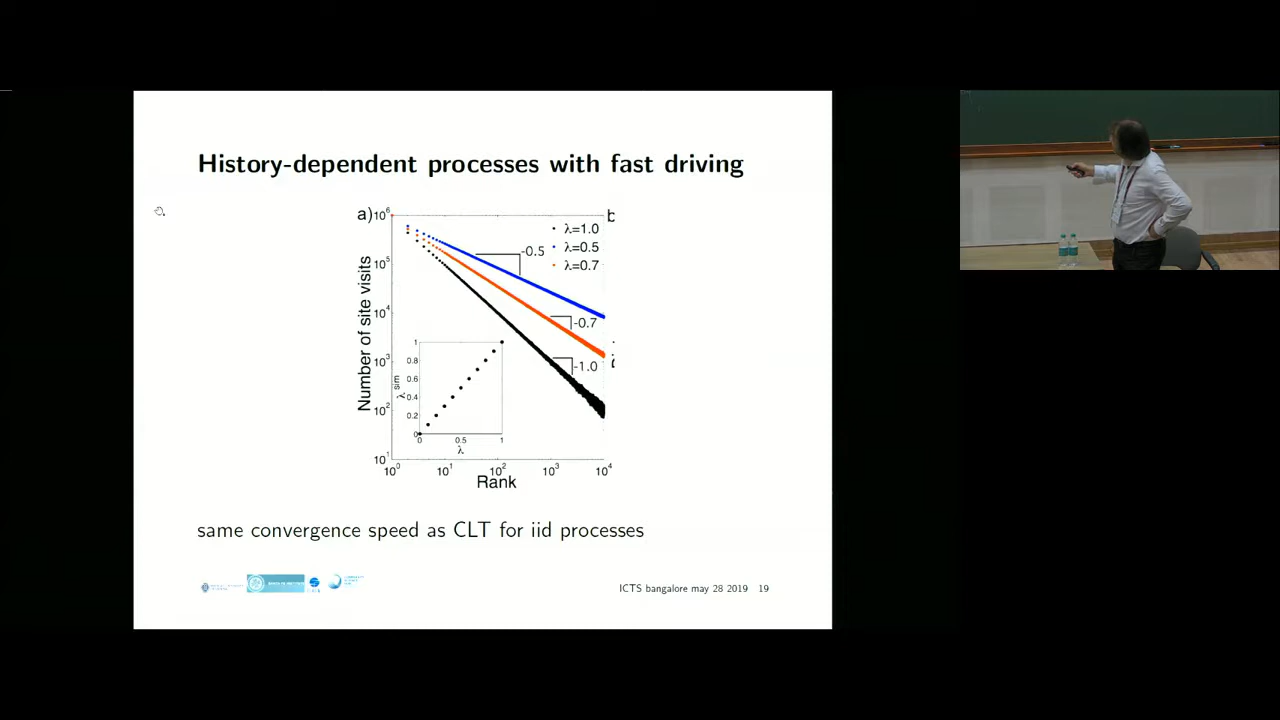 History-dependent processes with fast driving
a)
b
10^6
10^5
10^4
10^3
10^2
10^1
Number of site visits
λ=1.0
λ=0.5
λ=0.7
-0.5
-0.7
-1.0
1
0.8
0.6
0.4
0.2
0
λ^sim
0 0.5 1
λ
10^0 10^1 10^2 10^3 10^4
Rank
same convergence speed as CLT for iid processes
ICTS bangalore may 28 2019 19